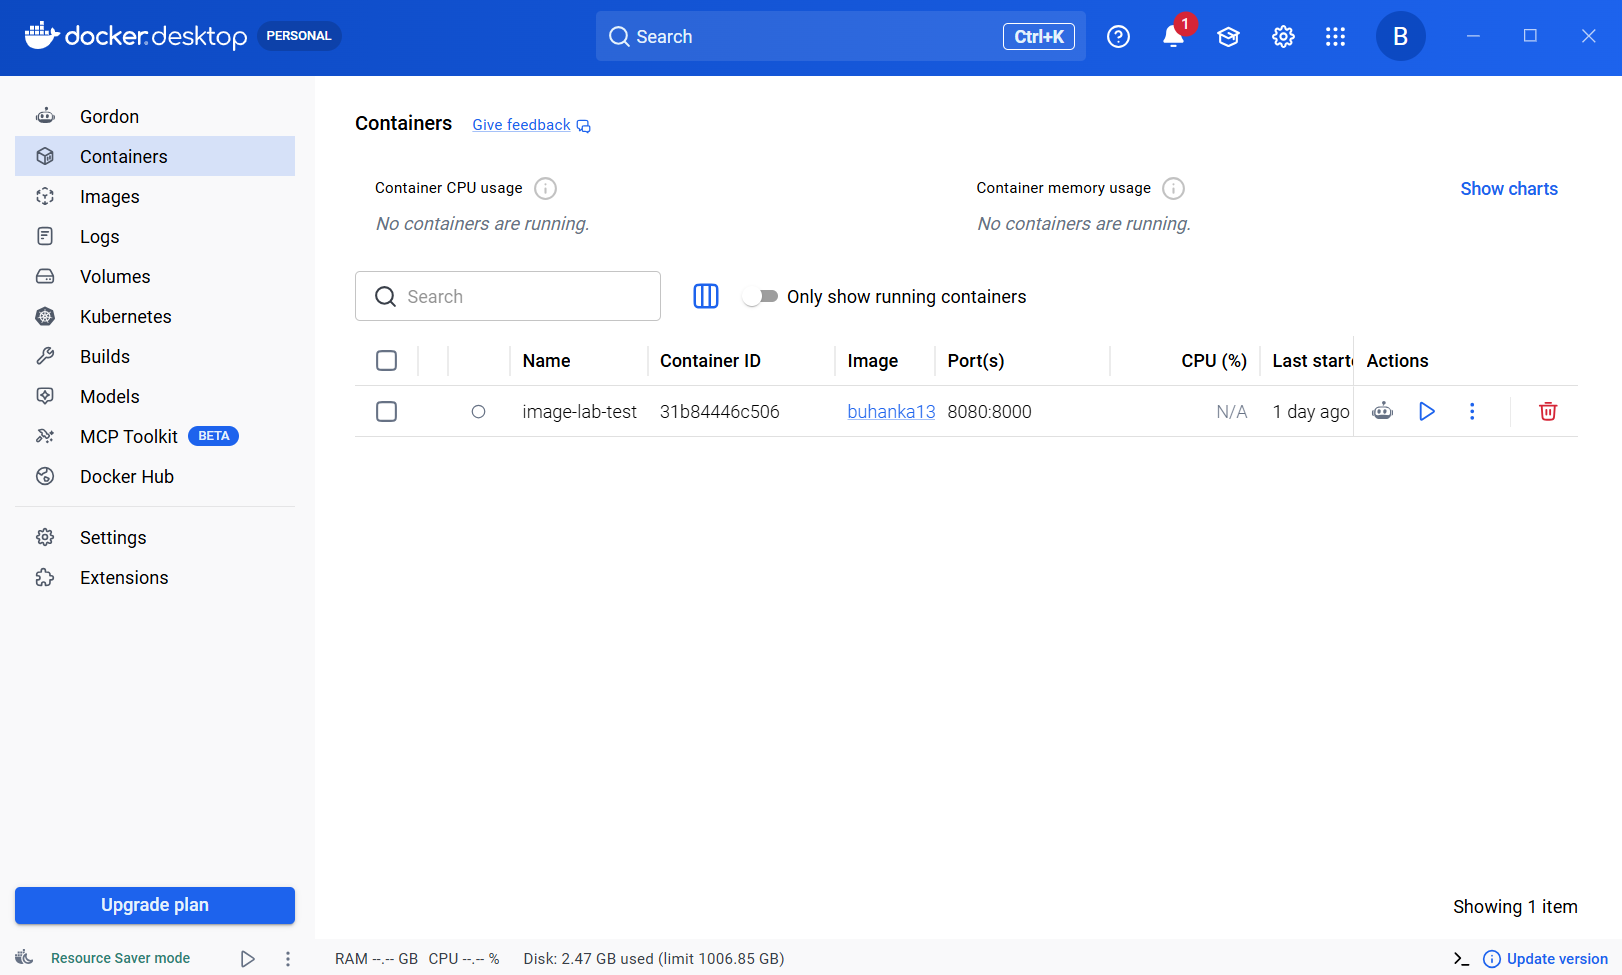 docker.desktop PERSONAL
Search Ctrl+K
1
B
Gordon
Containers
Images
Logs
Volumes
Kubernetes
Builds
Models
MCP Toolkit BETA
Docker Hub
Settings
Extensions
Upgrade plan
Containers Give feedback
Container CPU usage
No containers are running.
Container memory usage
No containers are running.
Show charts
Search
Only show running containers
Name Container ID Image Port(s) CPU (%) Last starte Actions
image-lab-test 31b84446c506 buhanka13 8080:8000 N/A 1 day ago
Showing 1 item
Resource Saver mode
RAM --.-- GB CPU --.-- % Disk: 2.47 GB used (limit 1006.85 GB)
Update version